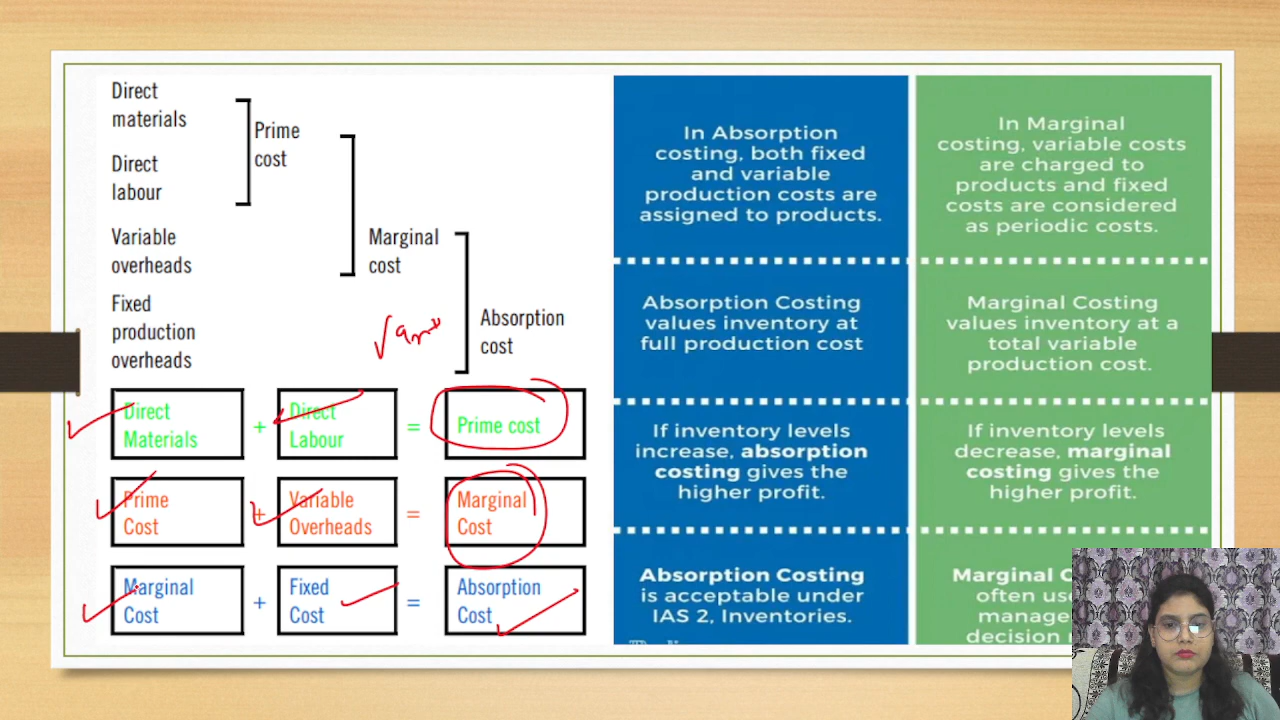 Direct
materials
Prime
cost
Direct
labour
Variable
overheads
Marginal
cost
Fixed
production
overheads
Absorption
cost
Direct
Materials
+
Direct
Labour
=
Prime cost
Prime
Cost
+
Variable
Overheads
=
Marginal
Cost
Marginal
Cost
+
Fixed
Cost
=
Absorption
Cost
In Absorption
costing, both fixed
and variable
production costs are
assigned to products.
Absorption Costing
values inventory at
full production cost
If inventory levels
increase, absorption
costing gives the
higher profit.
Absorption Costing
is acceptable under
IAS 2, Inventories.
In Marginal
costing, variable costs
are charged to
products and fixed
costs are considered
as periodic costs.
Marginal Costing
values inventory at a
total variable
production cost.
If inventory levels
decrease, marginal
costing gives the
higher profit.
Marginal
often
decision